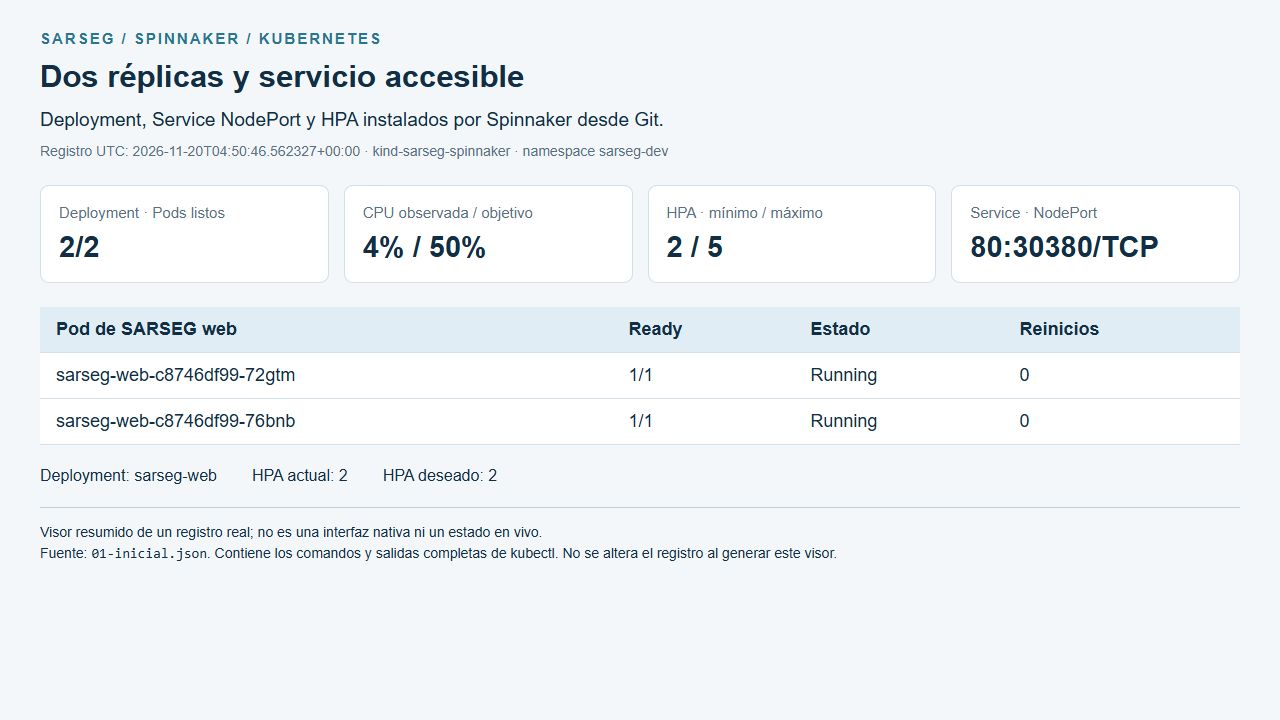 SARSEG / SPINNAKER / KUBERNETES
Dos réplicas y servicio accesible
Deployment, Service NodePort y HPA instalados por Spinnaker desde Git.
Registro UTC: 2026-11-20T04:50:46.562327+00:00 · kind-sarseg-spinnaker · namespace sarseg-dev
Deployment · Pods listos
2/2
CPU observada / objetivo
4% / 50%
HPA · mínimo / máximo
2 / 5
Service · NodePort
80:30380/TCP
Pod de SARSEG web Ready Estado Reinicios
sarseg-web-c8746df99-72gtm 1/1 Running 0
sarseg-web-c8746df99-76bnb 1/1 Running 0
Deployment: sarseg-web HPA actual: 2 HPA deseado: 2
Visor resumido de un registro real; no es una interfaz nativa ni un estado en vivo.
Fuente: 01-inicial.json. Contiene los comandos y salidas completas de kubectl. No se altera el registro al generar este visor.